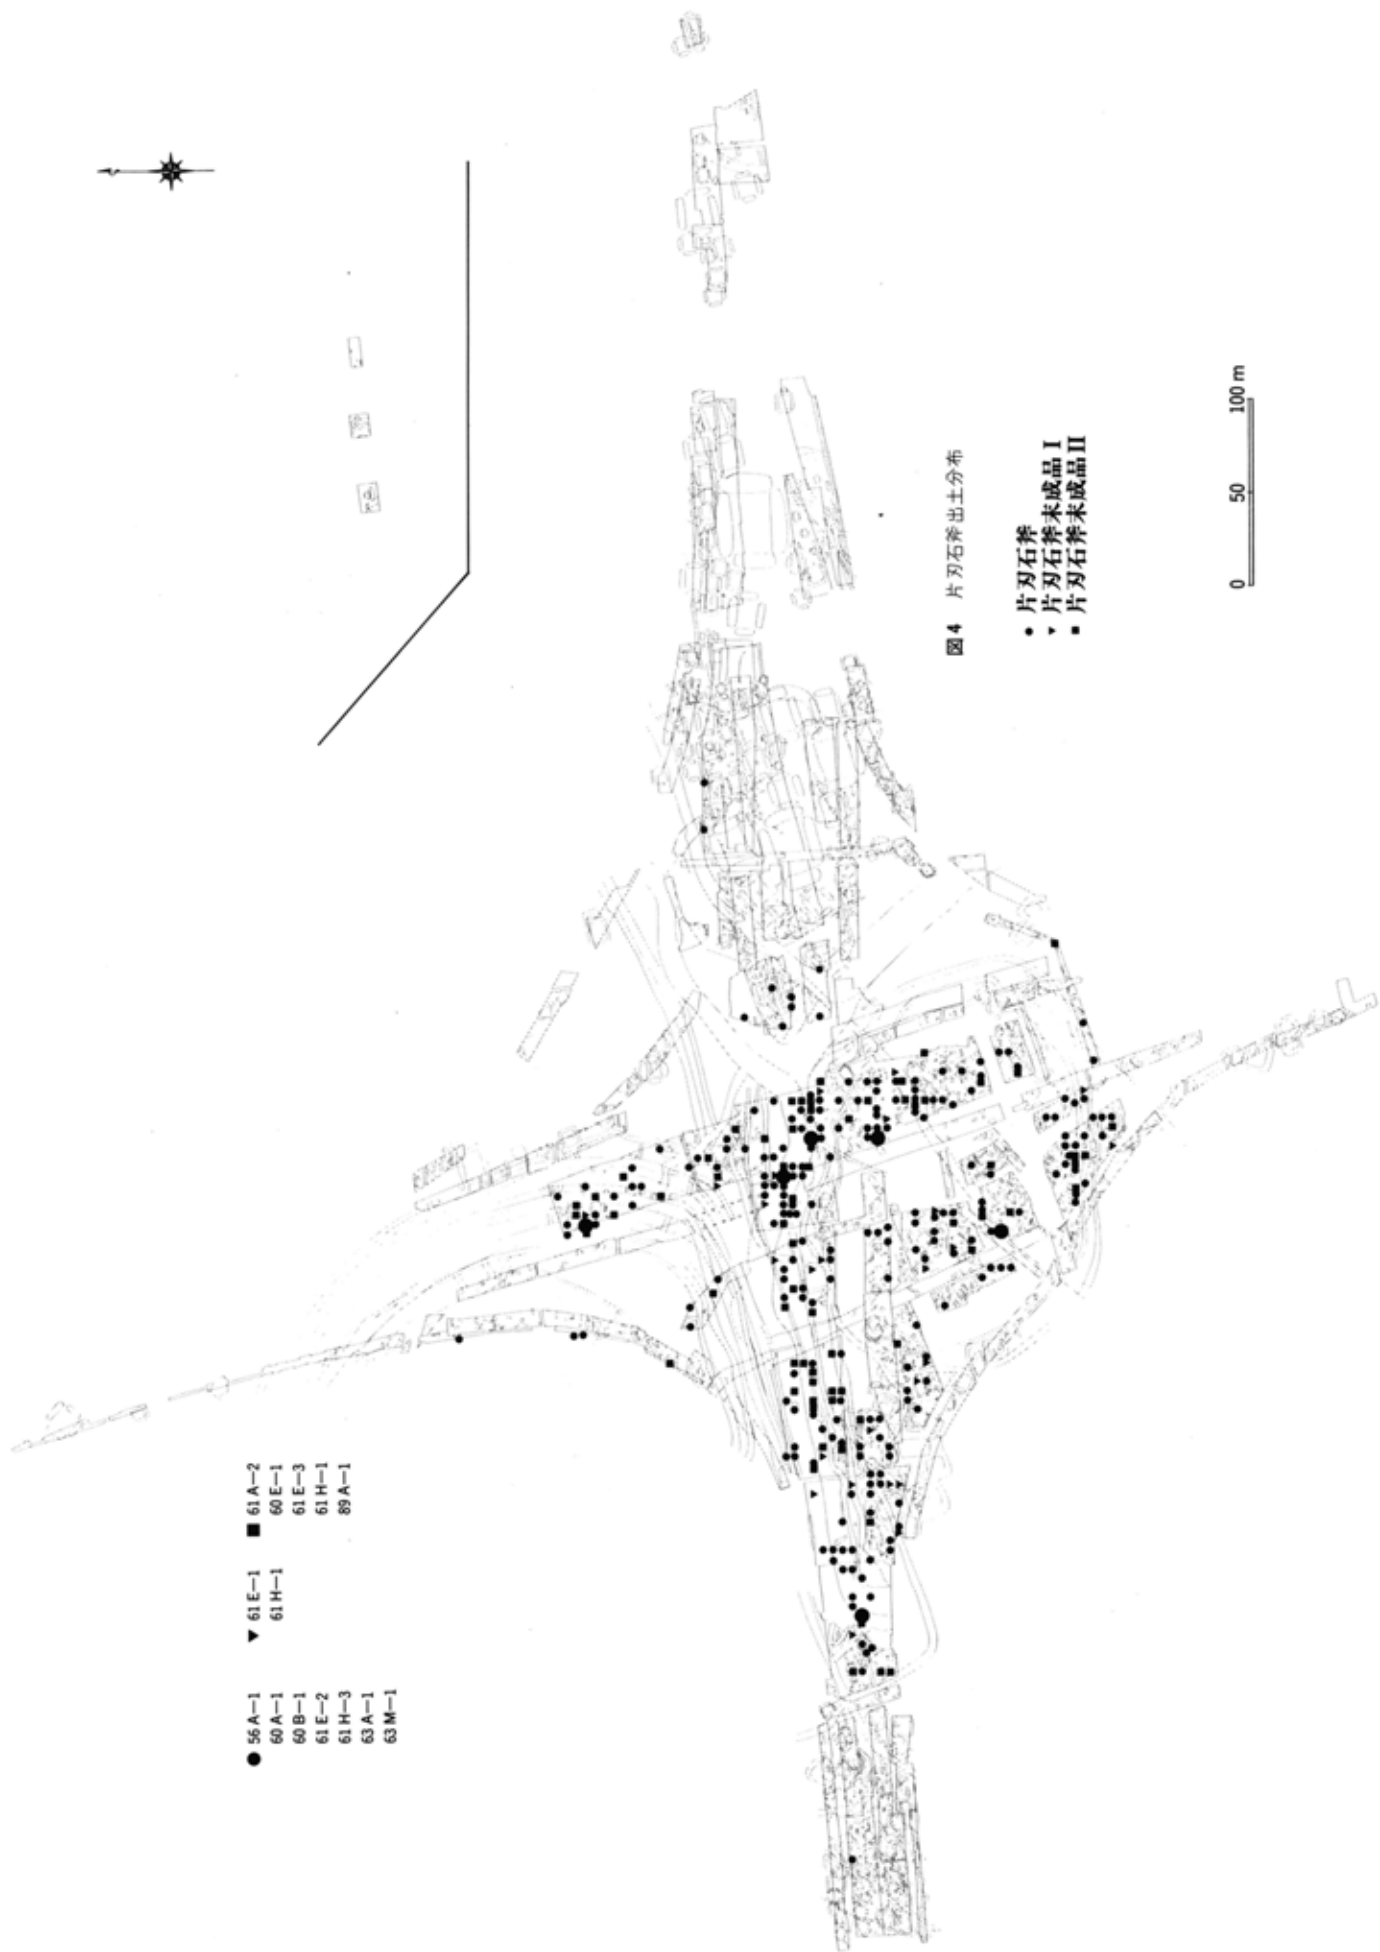 ● 56 A—1
60 A—1
60 B—1
61 E—2
61 H—3
63 A—1
63 M—1
▼ 61 E—1
61 H—1
■ 61 A—2
60 E—1
61 E—3
61 H—1
89 A—1
図4 片刃石斧出土分布
● 片刃石斧
▼ 片刃石斧未成品Ⅰ
■ 片刃石斧未成品Ⅱ
0 50 100 m